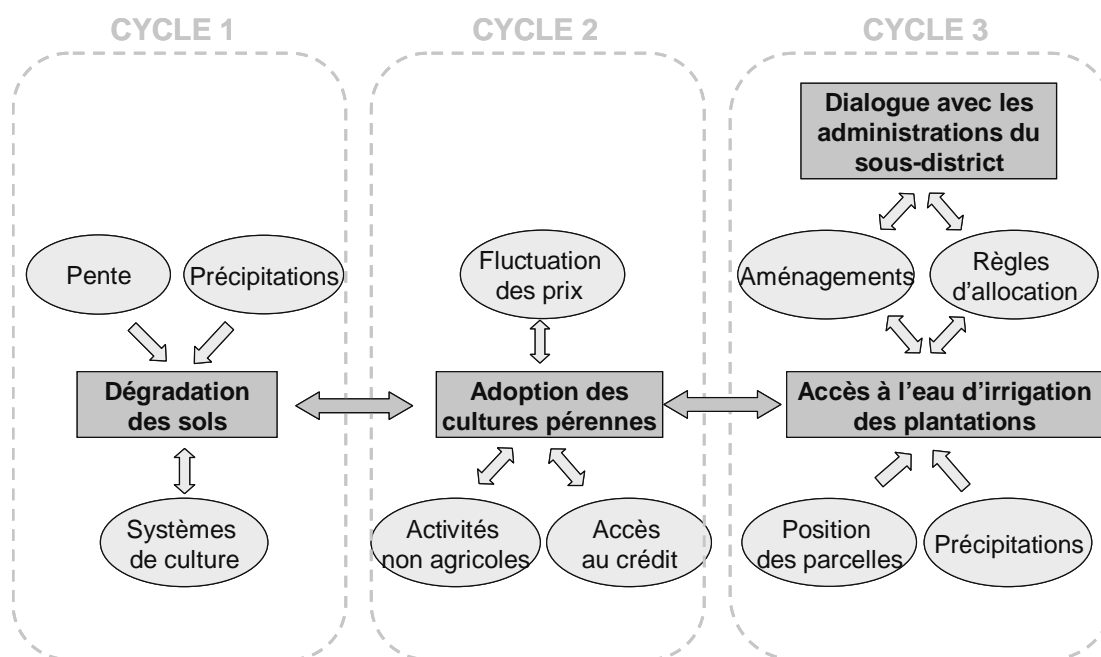 CYCLE 1
Pente
Précipitations
Dégradation
des sols
Systèmes
de culture
CYCLE 2
Fluctuation
des prix
Adoption des
cultures pérennes
Activités
non agricoles
Accès
au crédit
CYCLE 3
Dialogue avec les
administrations du
sous-district
Aménagements
Règles
d’allocation
Accès à l’eau d’irrigation
des plantations
Position
des parcelles
Précipitations